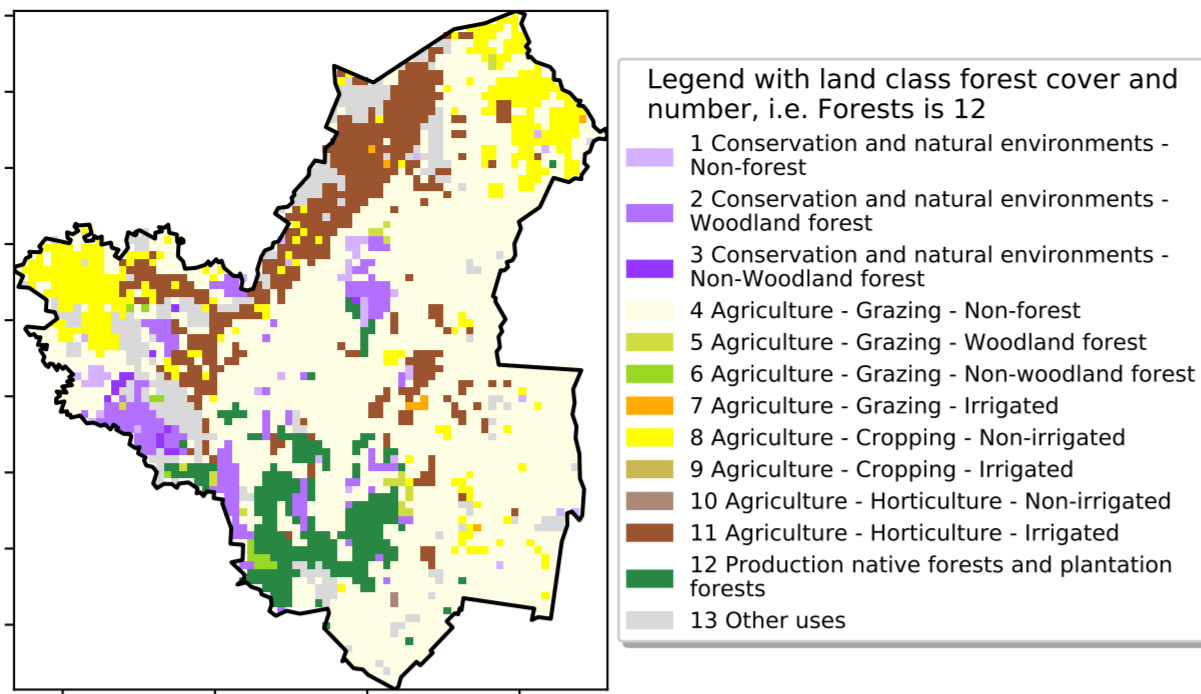 Legend with land class forest cover and
number, i.e. Forests is 12
1 Conservation and natural environments -
Non-forest
2 Conservation and natural environments -
Woodland forest
3 Conservation and natural environments -
Non-Woodland forest
4 Agriculture - Grazing - Non-forest
5 Agriculture - Grazing - Woodland forest
6 Agriculture - Grazing - Non-woodland forest
7 Agriculture - Grazing - Irrigated
8 Agriculture - Cropping - Non-irrigated
9 Agriculture - Cropping - Irrigated
10 Agriculture - Horticulture - Non-irrigated
11 Agriculture - Horticulture - Irrigated
12 Production native forests and plantation
forests
13 Other uses